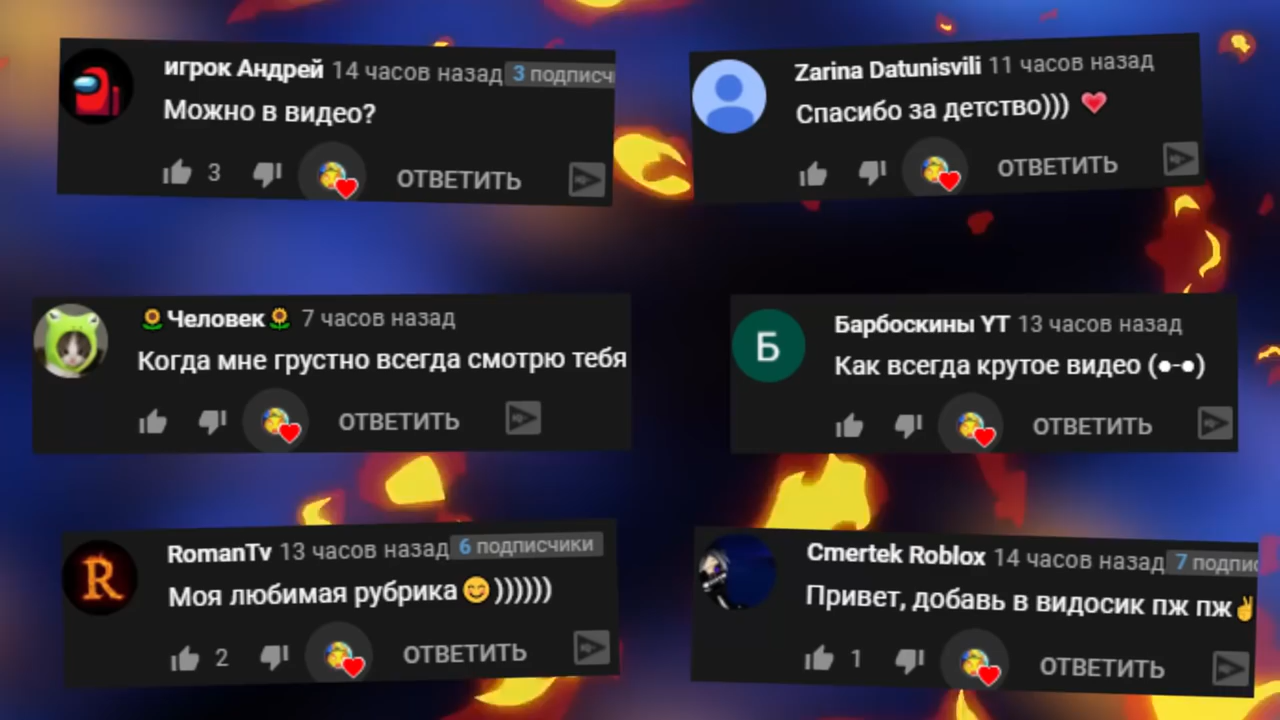 игрок Андрей 14 часов назад 3 подписч
Можно в видео?
3 ОТВЕТИТЬ
Zarina Datunisvili 11 часов назад
Спасибо за детство))) ❤
ОТВЕТИТЬ
🌻Человек🌻 7 часов назад
Когда мне грустно всегда смотрю тебя
ОТВЕТИТЬ
Б
Барбоскины YT 13 часов назад
Как всегда крутое видео (●-●)
ОТВЕТИТЬ
R
RomanTv 13 часов назад 6 подписчики
Моя любимая рубрика😊))))))
2 ОТВЕТИТЬ
Cmertek Roblox 14 часов назад 7 подпис
Привет, добавь в видосик пж пж✌
1 ОТВЕТИТЬ